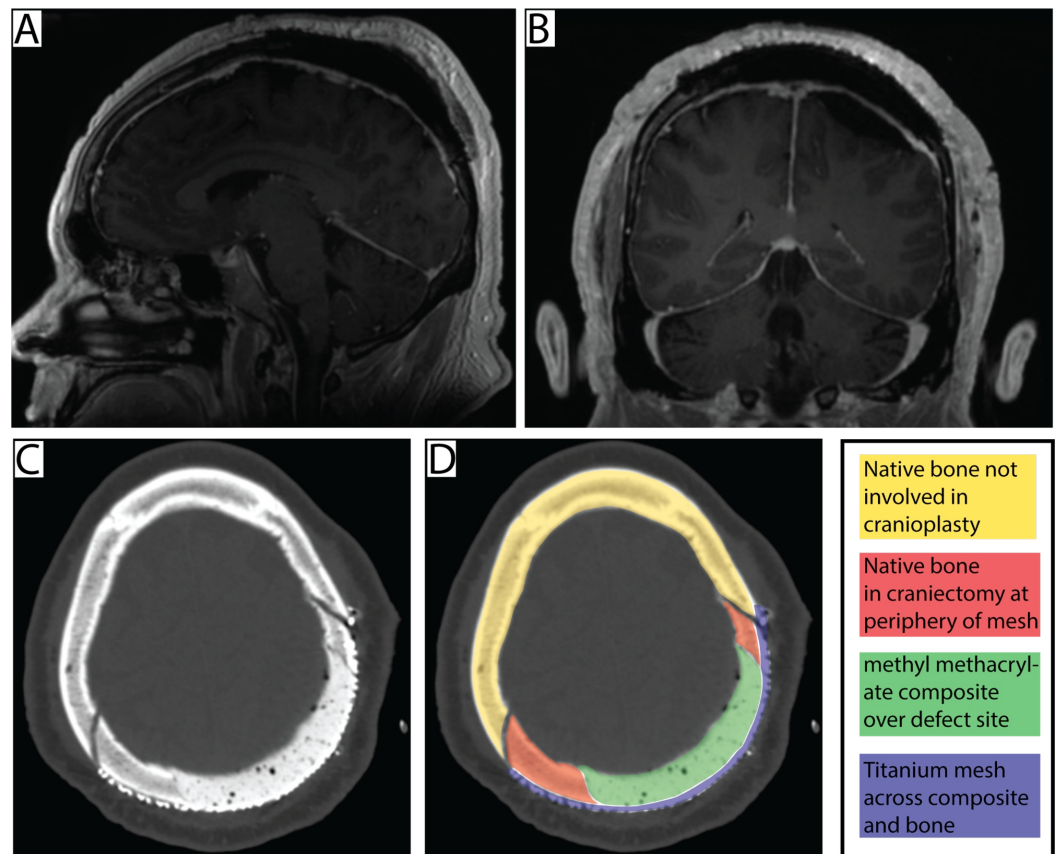 A
B
C
D
Native bone not
involved in
cranioplasty
Native bone
in craniectomy at
periphery of mesh
methyl methacryl-
ate composite
over defect site
Titanium mesh
across composite
and bone